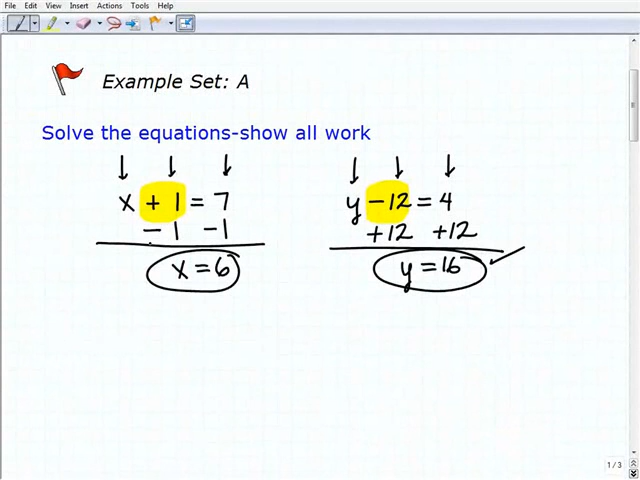 File Edit View Insert Actions Tools Help
Example Set: A
Solve the equations-show all work
x + 1 = 7
- 1 -1
x = 6
y - 12 = 4
+12 +12
y = 16
1/3